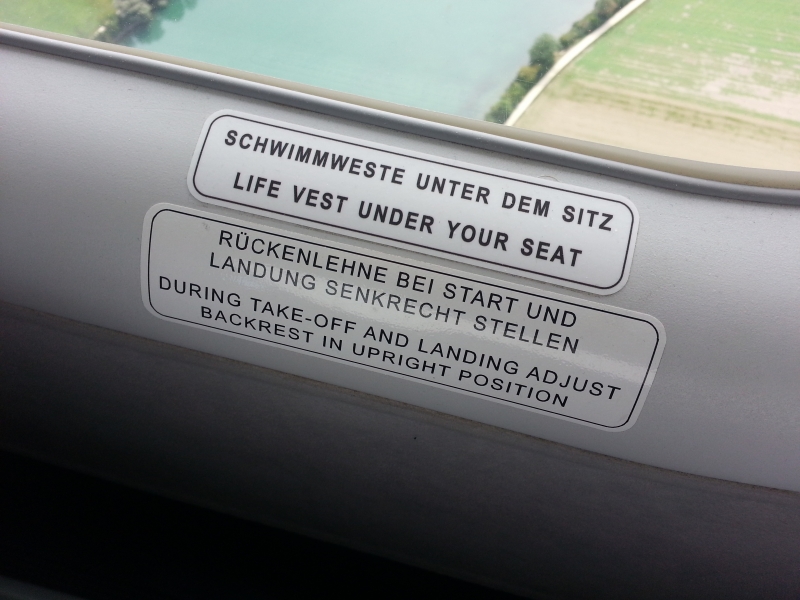 SCHWIMMWESTE UNTER DEM SITZ
LIFE VEST UNDER YOUR SEAT
RÜCKENLEHNE BEI START UND
LANDUNG SENKRECHT STELLEN
DURING TAKE-OFF AND LANDING ADJUST
BACKREST IN UPRIGHT POSITION